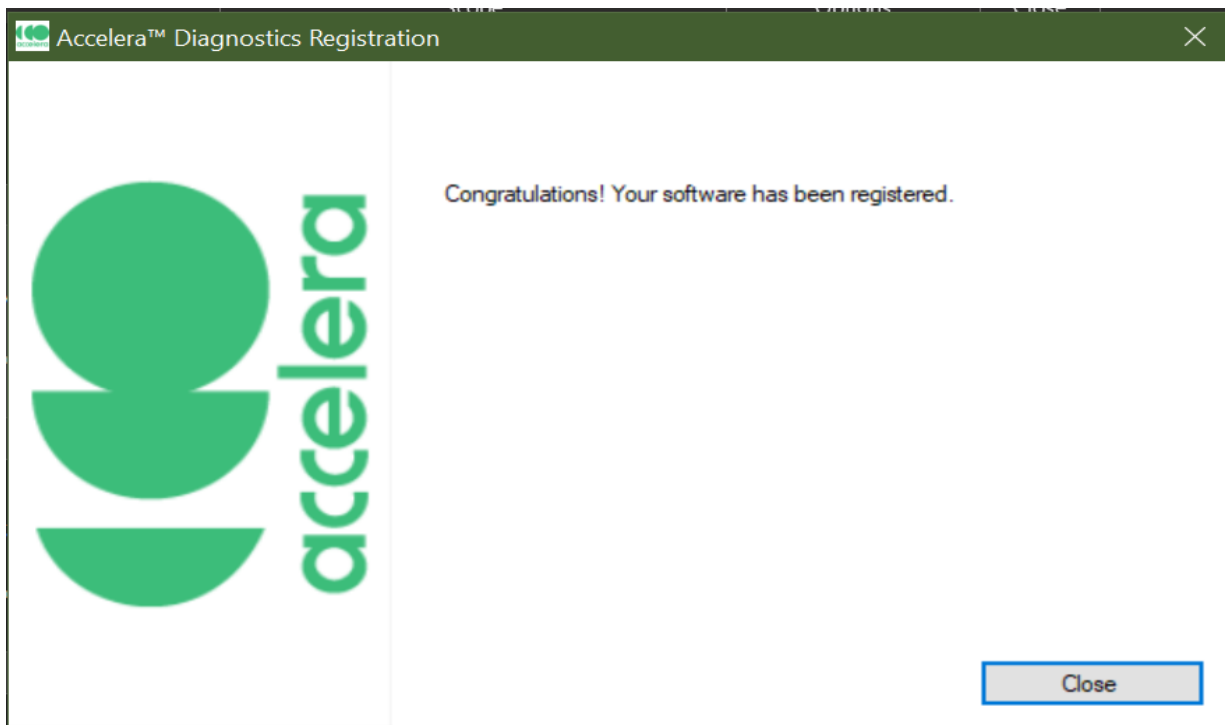 Accelera™ Diagnostics Registration
accelera
Congratulations! Your software has been registered.
Close